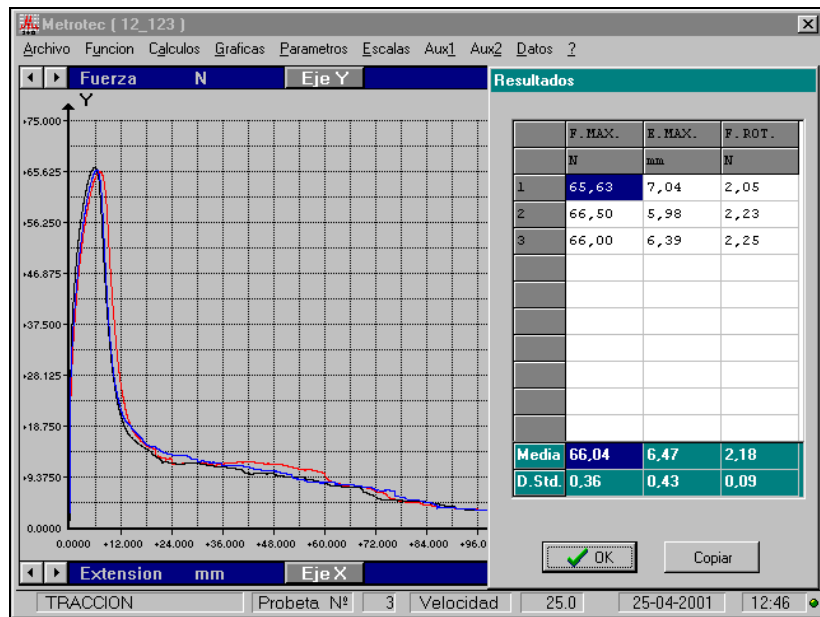 Metrotec ( 12_123 )
Archivo Funcion Calculos Graficas Parametros Escalas Aux1 Aux2 Datos ?
Fuerza N Eje Y
Y
+75.000
+65.625
+56.250
+46.875
+37.500
+28.125
+18.750
+9.3750
0.0000
0.0000 +12.000 +24.000 +36.000 +48.000 +60.000 +72.000 +84.000 +96.0
Extension mm Eje X
Resultados
F.MAX. E.MAX. F.ROT.
N mm N
1 65,63 7,04 2,05
2 66,50 5,98 2,23
3 66,00 6,39 2,25
Media 66,04 6,47 2,18
D.Std. 0,36 0,43 0,09
OK Copiar
TRACCION Probeta Nº 3 Velocidad 25.0 25-04-2001 12:46